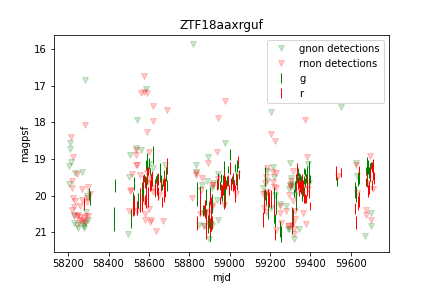 ZTF18aaxrguf
gnon detections
rnon detections
g
r
magpsf
16
17
18
19
20
21
58200 58400 58600 58800 59000 59200 59400 59600
mjd